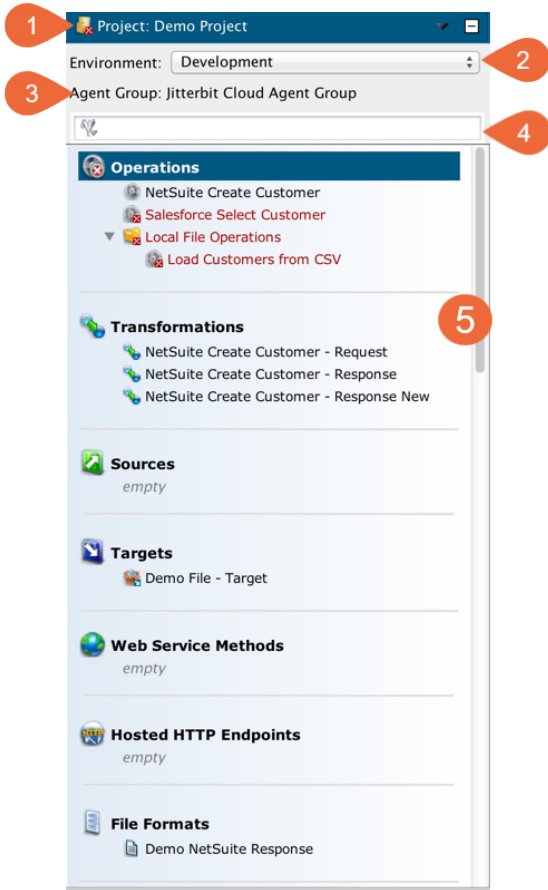 1
Project: Demo Project
Environment: Development
2
3
Agent Group: Jitterbit Cloud Agent Group
4
Operations
NetSuite Create Customer
Salesforce Select Customer
Local File Operations
Load Customers from CSV
5
Transformations
NetSuite Create Customer - Request
NetSuite Create Customer - Response
NetSuite Create Customer - Response New
Sources
empty
Targets
Demo File - Target
Web Service Methods
empty
HTTP
Hosted HTTP Endpoints
empty
File Formats
Demo NetSuite Response